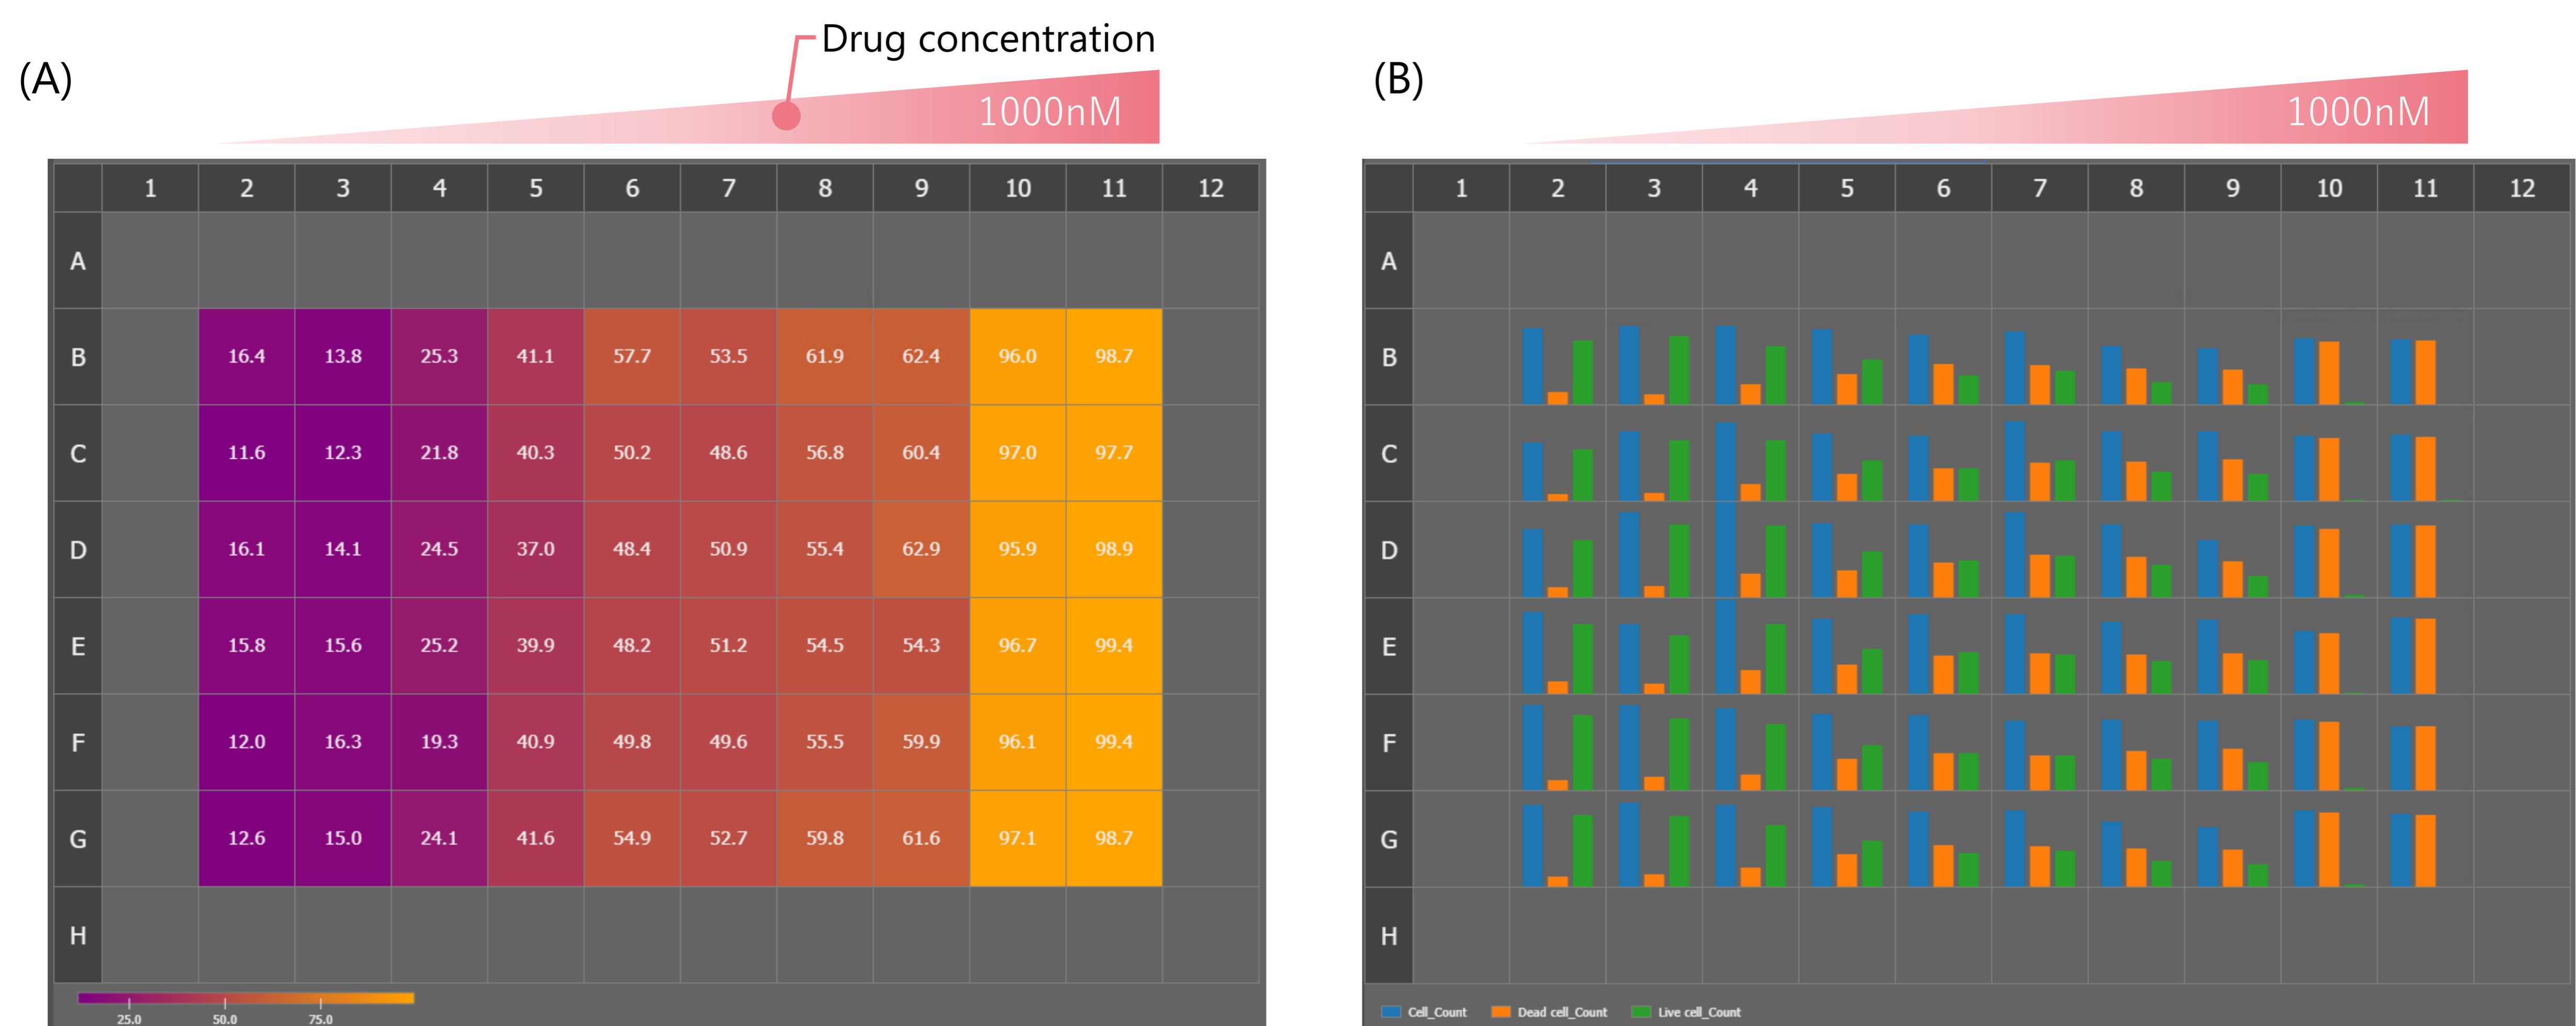 (A)
Drug concentration
1000nM
1 2 3 4 5 6 7 8 9 10 11 12
A
B 16.4 13.8 25.3 41.1 57.7 53.5 61.9 62.4 96.0 98.7
C 11.6 12.3 21.8 40.3 50.2 48.6 56.8 60.4 97.0 97.7
D 16.1 14.1 24.5 37.0 48.4 50.9 55.4 62.9 95.9 98.9
E 15.8 15.6 25.2 39.9 48.2 51.2 54.5 54.3 96.7 99.4
F 12.0 16.3 19.3 40.9 49.8 49.6 55.5 59.9 96.1 99.4
G 12.6 15.0 24.1 41.6 54.9 52.7 59.8 61.6 97.1 98.7
H
25.0 50.0 75.0
(B)
1000nM
1 2 3 4 5 6 7 8 9 10 11 12
A
B
C
D
E
F
G
H
Cell_Count Dead cell_Count Live cell_Count